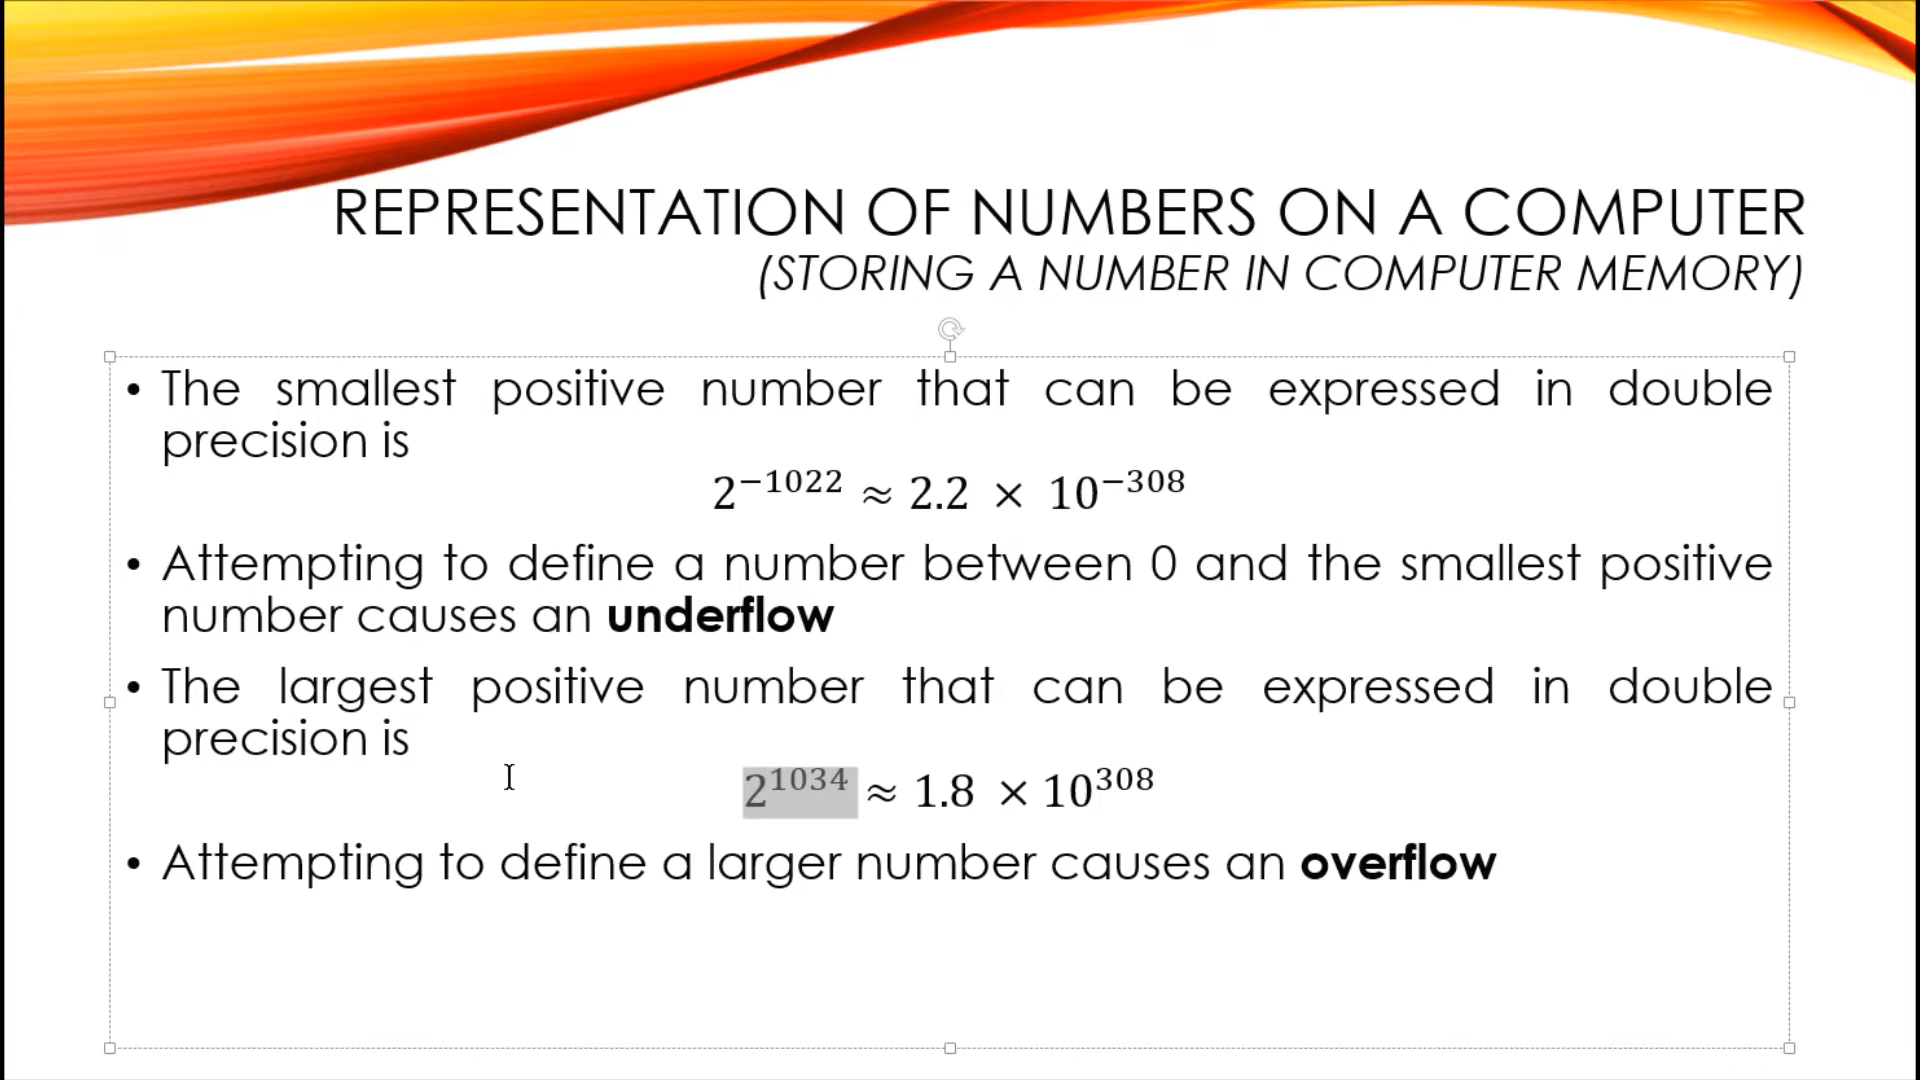 REPRESENTATION OF NUMBERS ON A COMPUTER
(STORING A NUMBER IN COMPUTER MEMORY)
• The smallest positive number that can be expressed in double
precision is
2⁻¹⁰²² ≈ 2.2 × 10⁻³⁰⁸
• Attempting to define a number between 0 and the smallest positive
number causes an underflow
• The largest positive number that can be expressed in double
precision is
2¹⁰³⁴ ≈ 1.8 × 10³⁰⁸
• Attempting to define a larger number causes an overflow